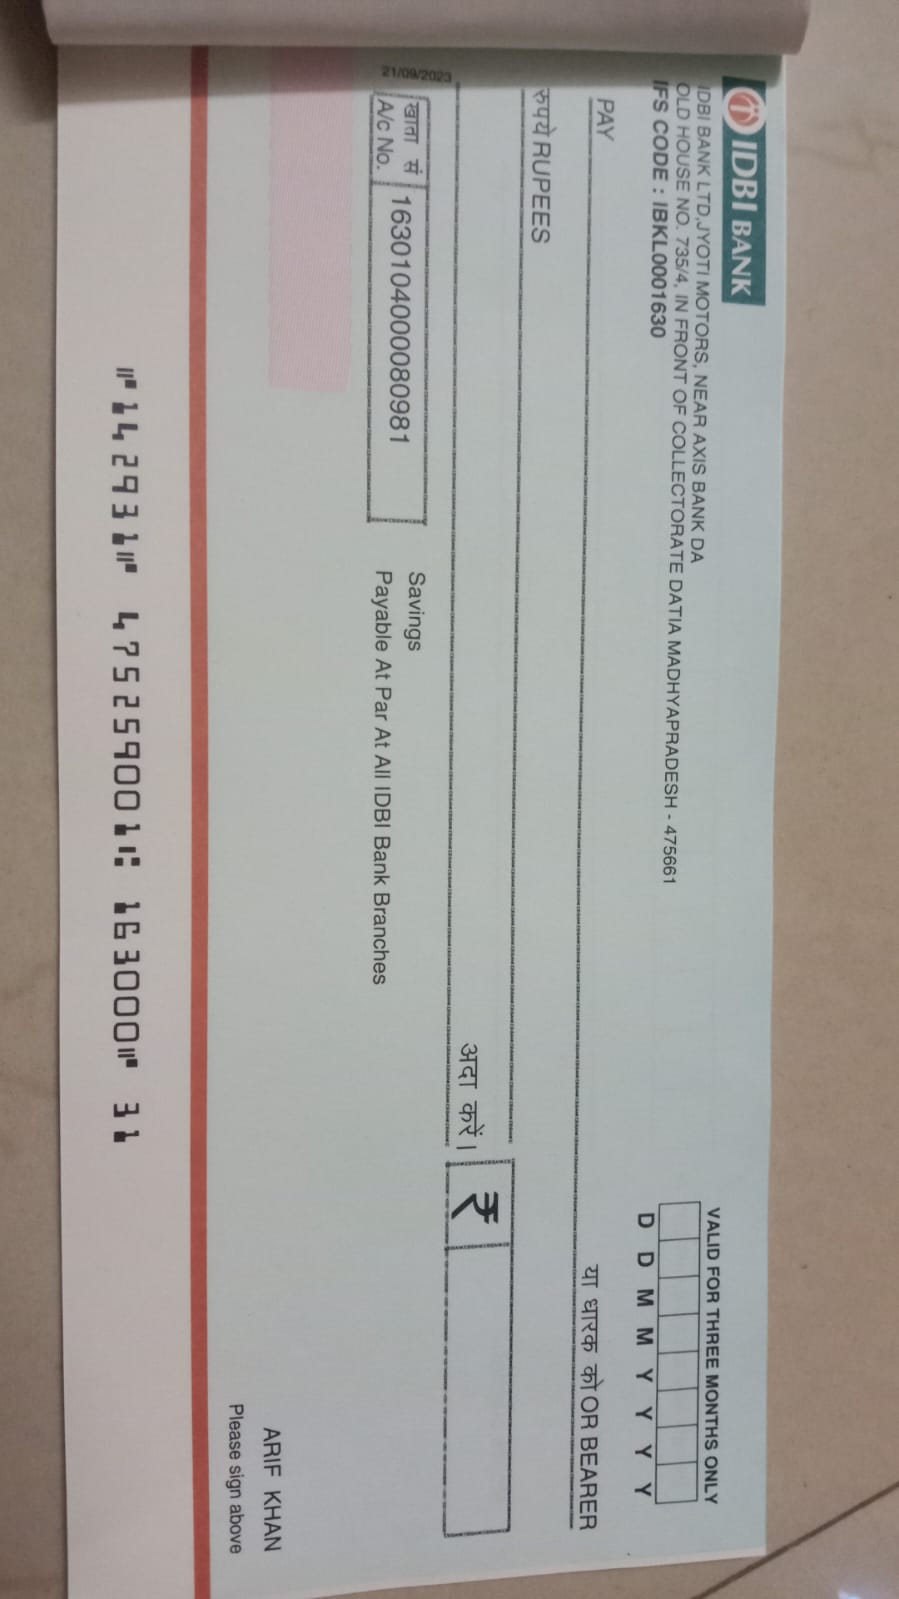 IDBI BANK
IDBI BANK LTD,JYOTI MOTORS, NEAR AXIS BANK DA
OLD HOUSE NO. 735/4, IN FRONT OF COLLECTORATE DATIA MADHYAPRADESH - 475661
IFS CODE : IBKL0001630
VALID FOR THREE MONTHS ONLY
D D M M Y Y Y Y
PAY
या धारक को OR BEARER
रुपये RUPEES
अदा करें।
₹
21/09/2023
खाता सं
A/c No.
1630104000080981
Savings
Payable At Par At All IDBI Bank Branches
ARIF KHAN
Please sign above
⑈142931⑈ 475259001⑆ 163000⑈ 31